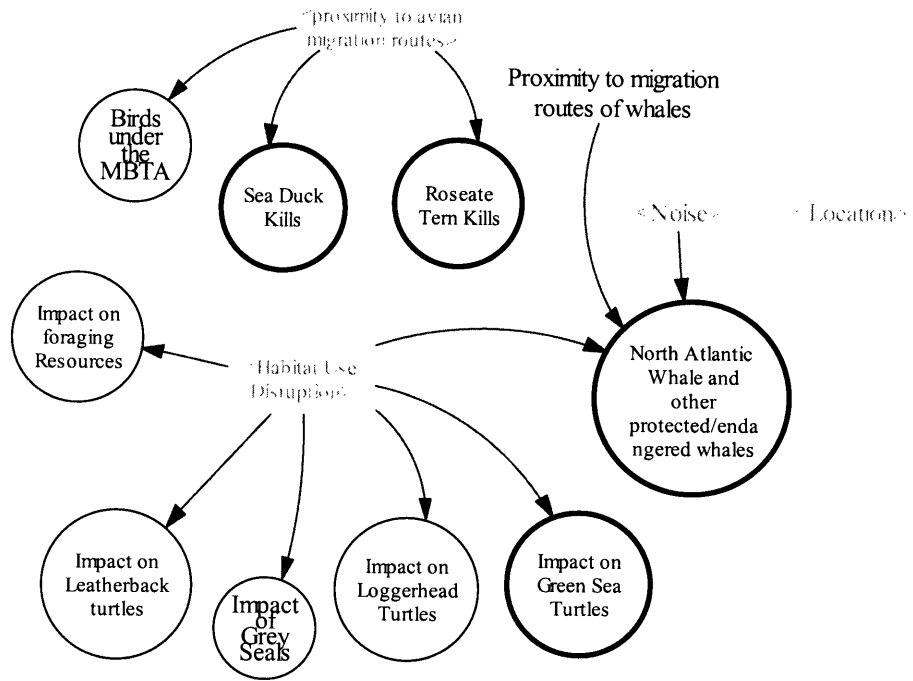 <proximity to avian
migration routes>
Proximity to migration
routes of whales
Birds
under
the
MBTA
Sea Duck
Kills
Roseate
Tern Kills
<Noise>
<Location>
Impact on
foraging
Resources
<Habitat Use
Disruption>
North Atlantic
Whale and
other
protected/enda
ngered whales
Impact on
Leatherback
turtles
Impact
of
Grey
Seals
Impact on
Loggerhead
Turtles
Impact on
Green Sea
Turtles